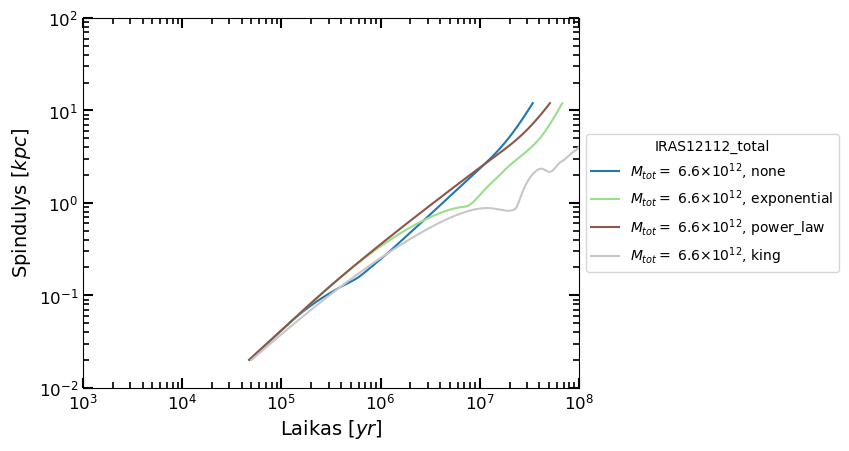 10²
10¹
10⁰
10⁻¹
10⁻²
Spindulys [kpc]
10³ 10⁴ 10⁵ 10⁶ 10⁷ 10⁸
Laikas [yr]
IRAS12112_total
M_tot = 6.6×10¹², none
M_tot = 6.6×10¹², exponential
M_tot = 6.6×10¹², power_law
M_tot = 6.6×10¹², king